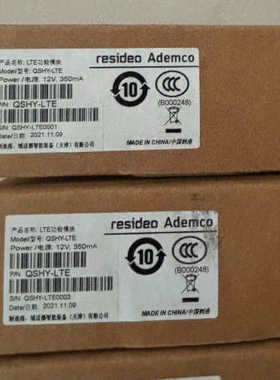 产品名称: LTE功能模块
Model/型号: QSHY-LTE
Power/电源: 12V, 350mA
P/N: QSHY-LTE
S/N: QSHY-LTE0001
Date/日期: 2021.11.09
resideo Ademco
10
CCC
(B000248)
MADE IN CHINA/中国制造
产品名称: LTE功能模块
Model/型号: QSHY-LTE
Power/电源: 12V, 350mA
P/N: QSHY-LTE
S/N: QSHY-LTE0003
Date/日期: 2021.11.09
resideo Ademco
10
CCC
(B000248)
MADE IN CHINA/中国制造
resideo Ademco